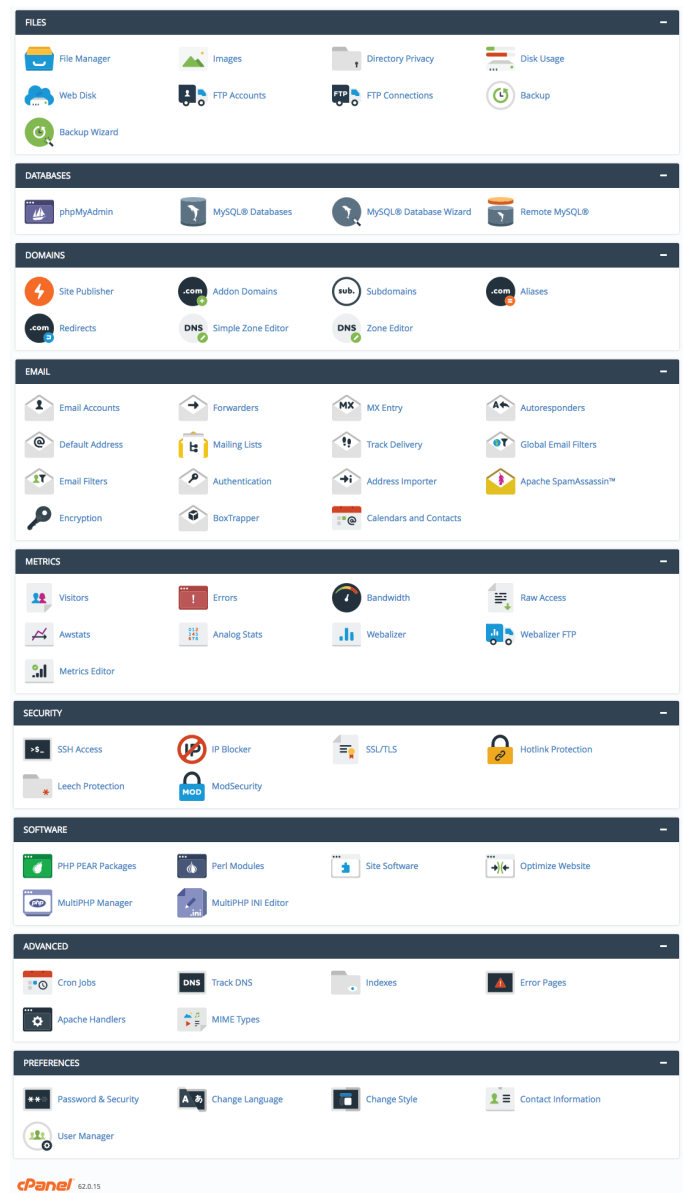 FILES
File Manager Images Directory Privacy Disk Usage
Web Disk FTP Accounts FTP FTP Connections Backup
Backup Wizard
DATABASES
phpMyAdmin MySQL® Databases MySQL® Database Wizard Remote MySQL®
DOMAINS
Site Publisher .com Addon Domains sub. Subdomains .com Aliases
.com Redirects DNS Simple Zone Editor DNS Zone Editor
EMAIL
Email Accounts Forwarders MX MX Entry A Autoresponders
@ Default Address Mailing Lists Track Delivery Global Email Filters
Email Filters Authentication Address Importer Apache SpamAssassin™
Encryption BoxTrapper @ Calendars and Contacts
METRICS
Visitors ! Errors Bandwidth Raw Access
Awstats Analog Stats Webalizer Webalizer FTP
Metrics Editor
SECURITY
>$_ SSH Access IP IP Blocker SSL/TLS Hotlink Protection
* Leech Protection MOD ModSecurity
SOFTWARE
PHP PEAR Packages Perl Modules Site Software Optimize Website
php MultiPHP Manager .ini MultiPHP INI Editor
ADVANCED
Cron Jobs DNS Track DNS Indexes Error Pages
Apache Handlers MIME Types
PREFERENCES
** Password & Security A あ Change Language Change Style Contact Information
User Manager
cPanel 62.0.15